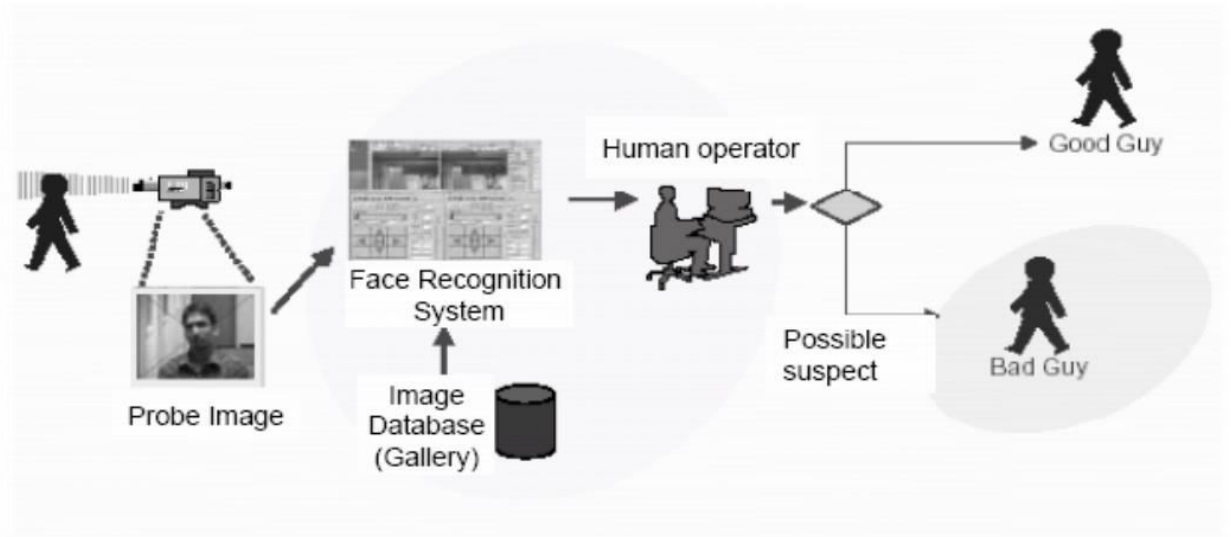 Human operator
Good Guy
Face Recognition
System
Possible
suspect
Bad Guy
Probe Image
Image
Database
(Gallery)